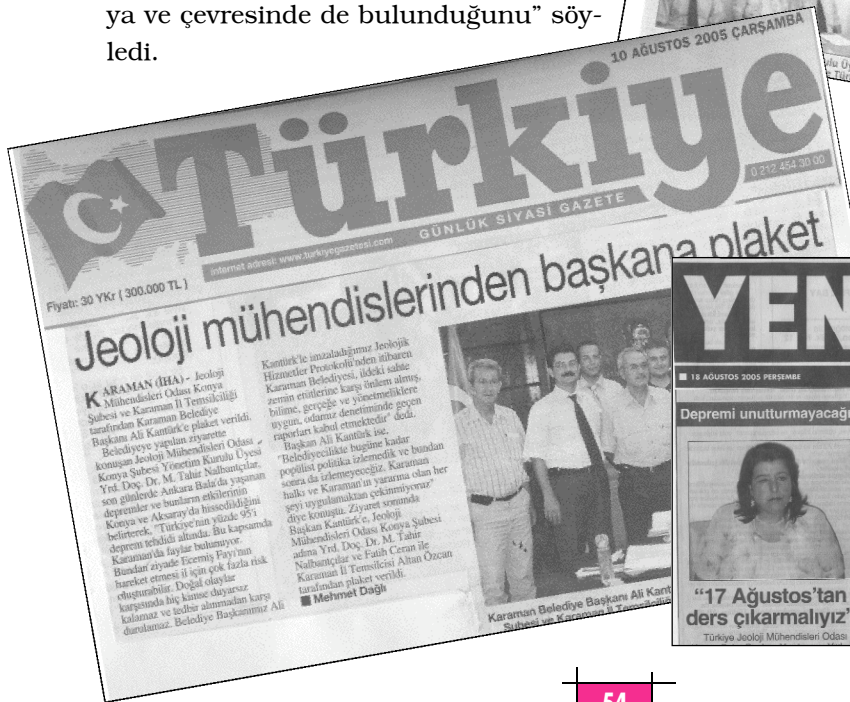 ya ve çevresinde de bulunduğunu” söy-
ledi.
10 AĞUSTOS 2005 ÇARŞAMBA
Türkiye
0 212 454 30 00
internet adresi: www.turkiyegazetesi.com
GÜNLÜK SİYASİ GAZETE
Fiyatı: 30 YKr ( 300.000 TL )
Jeoloji mühendislerinden başkana plaket
KARAMAN (İHA) - Jeoloji
Mühendisleri Odası Konya
Şubesi ve Karaman İl Temsilciliği
tarafından Karaman Belediye
Başkanı Ali Kantürk'e plaket verildi.
Belediyeye yapılan ziyarette
konuşan Jeoloji Mühendisleri Odası
Konya Şubesi Yönetim Kurulu Üyesi
Yrd. Doç. Dr. M. Tahir Nalbantçılar,
son günlerde Ankara Bala'da yaşanan
depremler ve bunların etkilerinin
Konya ve Aksaray'da hissedildiğini
belirterek, "Türkiye'nin yüzde 95'i
deprem tehdidi altında. Bu kapsamda
Karaman'da faylar bulunuyor.
Bundan ziyade Ecemiş Fayı'nın
hareket etmesi il için çok fazla risk
oluşturabilir. Doğal olaylar
karşısında hiç kimse duyarsız
kalamaz ve tedbir alınmadan karşı
durulamaz. Belediye Başkanımız Ali
Kantürk'le imzaladığımız Jeolojik
Hizmetler Protokolü'nden itibaren
Karaman Belediyesi, ildeki sahte
zemin etütlerine karşı önlem almış,
bilime, gerçeğe ve yönetmeliklere
uygun, odamız denetiminde geçen
raporları kabul etmektedir" dedi.
Başkan Ali Kantürk ise,
"Belediyecilikte bugüne kadar
popülist politika izlemedik ve bundan
sonra da izlemeyeceğiz. Karaman
halkı ve Karaman'ın yararına olan her
şeyi uygulamaktan çekinmiyoruz"
diye konuştu. Ziyaret sonunda
Başkan Kantürk'e, Jeoloji
Mühendisleri Odası Konya Şubesi
adına Yrd. Doç. Dr. M. Tahir
Nalbantçılar ve Fatih Ceran ile
Karaman İl Temsilcisi Altan Özcan
tarafından plaket verildi.
■ Mehmet Dağlı
Karaman Belediye Başkanı Ali Kant
Şubesi ve Karaman İl Temsilciliğ
YEN
■ 18 AĞUSTOS 2005 PERŞEMBE
Depremi unutturmayacağı
“17 Ağustos'tan
ders çıkarmalıyız”
Türkiye Jeoloji Mühendisleri Odası
54